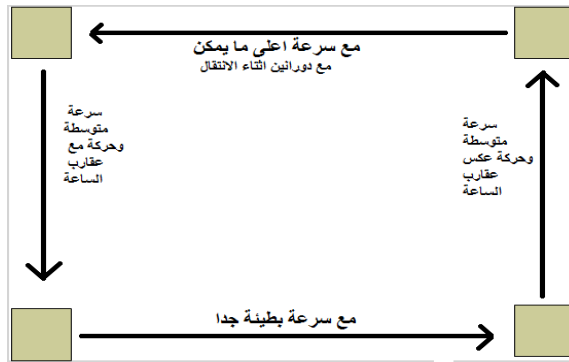 مع سرعة اعلى ما يمكن
مع دورانين اثناء الانتقال
سرعة
متوسطة
وحركة عكس
عقارب
الساعة
سرعة
متوسطة
وحركة مع
عقارب
الساعة
مع سرعة بطيئة جدا